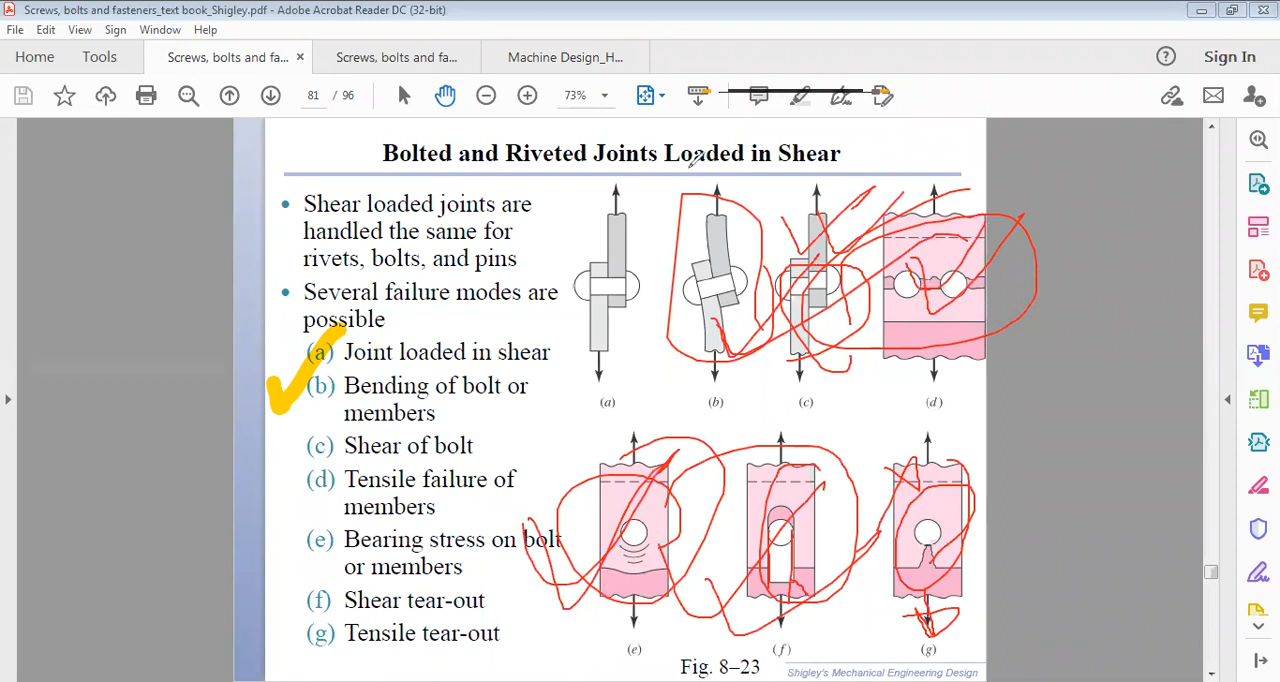 Screws, bolts and fasteners_text book_Shigley.pdf - Adobe Acrobat Reader DC (32-bit)
File Edit View Sign Window Help
Home Tools Screws, bolts and fa... × Screws, bolts and fa... Machine Design_H... Sign In
81 / 96 73%
Bolted and Riveted Joints Loaded in Shear
• Shear loaded joints are
handled the same for
rivets, bolts, and pins
• Several failure modes are
possible
(a) Joint loaded in shear
(b) Bending of bolt or
members
(c) Shear of bolt
(d) Tensile failure of
members
(e) Bearing stress on bolt
or members
(f) Shear tear-out
(g) Tensile tear-out
(a) (b) (c) (d)
(e) (f) (g)
Fig. 8–23
Shigley's Mechanical Engineering Design